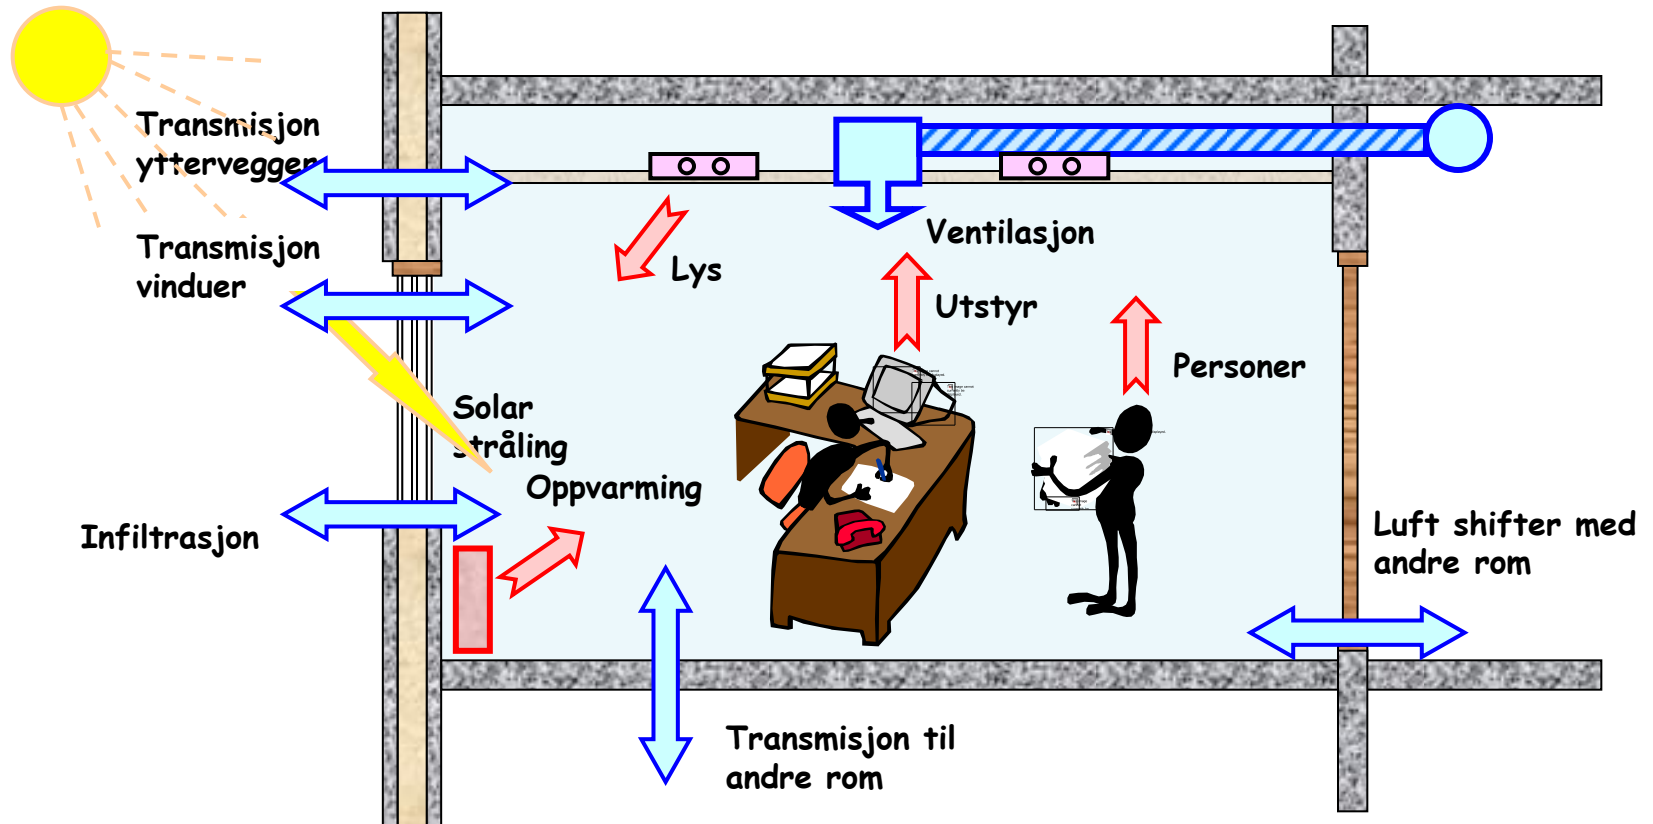 Transmisjon
yttervegger
Transmisjon
vinduer
Ventilasjon
Lys
Utstyr
Personer
Solar
stråling
Oppvarming
Infiltrasjon
Luft shifter med
andre rom
Transmisjon til
andre rom